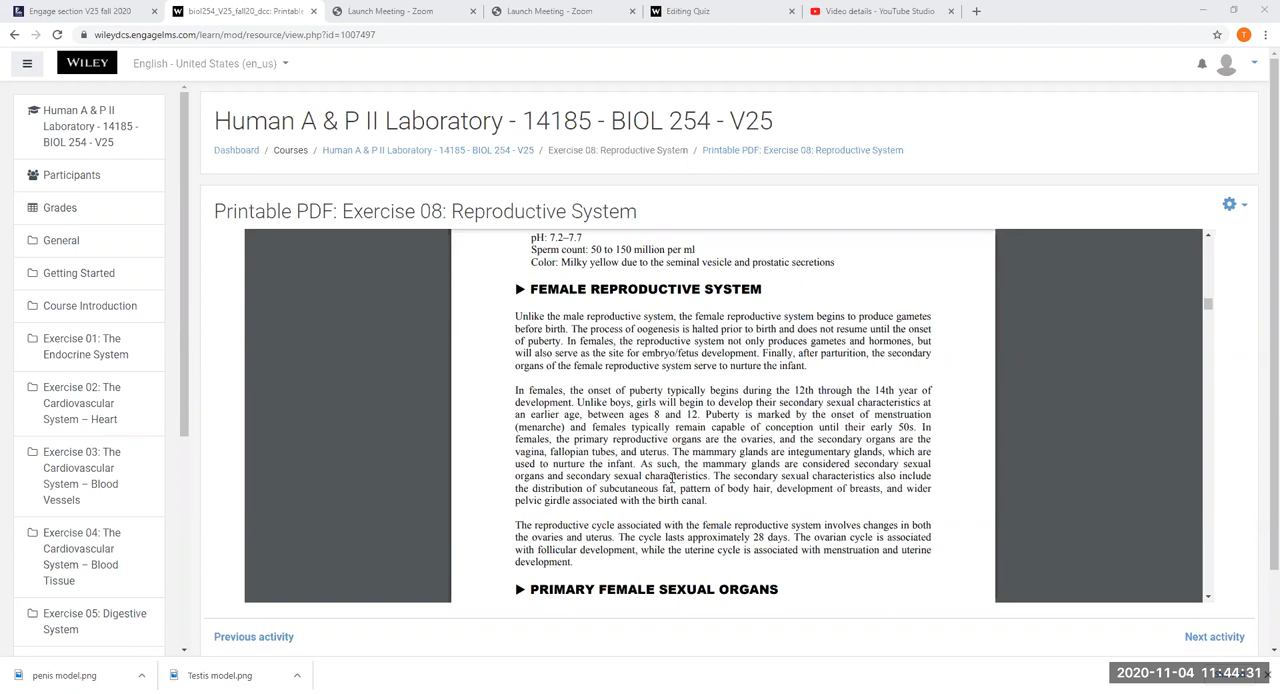 Engage section V25 fall 2020
biol254_V25_fall20_dcc: Printable
Launch Meeting - Zoom
Launch Meeting - Zoom
Editing Quiz
Video details - YouTube Studio
wileydcs.engagelms.com/learn/mod/resource/view.php?id=1007497
T
WILEY
English - United States (en_us)
Human A & P II
Laboratory - 14185 -
BIOL 254 - V25
Participants
Grades
General
Getting Started
Course Introduction
Exercise 01: The
Endocrine System
Exercise 02: The
Cardiovascular
System – Heart
Exercise 03: The
Cardiovascular
System – Blood
Vessels
Exercise 04: The
Cardiovascular
System – Blood
Tissue
Exercise 05: Digestive
System
Human A & P II Laboratory - 14185 - BIOL 254 - V25
Dashboard / Courses / Human A & P II Laboratory - 14185 - BIOL 254 - V25 / Exercise 08: Reproductive System / Printable PDF: Exercise 08: Reproductive System
Printable PDF: Exercise 08: Reproductive System
pH: 7.2–7.7
Sperm count: 50 to 150 million per ml
Color: Milky yellow due to the seminal vesicle and prostatic secretions
► FEMALE REPRODUCTIVE SYSTEM
Unlike the male reproductive system, the female reproductive system begins to produce gametes
before birth. The process of oogenesis is halted prior to birth and does not resume until the onset
of puberty. In females, the reproductive system not only produces gametes and hormones, but
will also serve as the site for embryo/fetus development. Finally, after parturition, the secondary
organs of the female reproductive system serve to nurture the infant.
In females, the onset of puberty typically begins during the 12th through the 14th year of
development. Unlike boys, girls will begin to develop their secondary sexual characteristics at
an earlier age, between ages 8 and 12. Puberty is marked by the onset of menstruation
(menarche) and females typically remain capable of conception until their early 50s. In
females, the primary reproductive organs are the ovaries, and the secondary organs are the
vagina, fallopian tubes, and uterus. The mammary glands are integumentary glands, which are
used to nurture the infant. As such, the mammary glands are considered secondary sexual
organs and secondary sexual characteristics. The secondary sexual characteristics also include
the distribution of subcutaneous fat, pattern of body hair, development of breasts, and wider
pelvic girdle associated with the birth canal.
The reproductive cycle associated with the female reproductive system involves changes in both
the ovaries and uterus. The cycle lasts approximately 28 days. The ovarian cycle is associated
with follicular development, while the uterine cycle is associated with menstruation and uterine
development.
► PRIMARY FEMALE SEXUAL ORGANS
Previous activity
Next activity
penis model.png
Testis model.png
2020-11-04 11:44:31